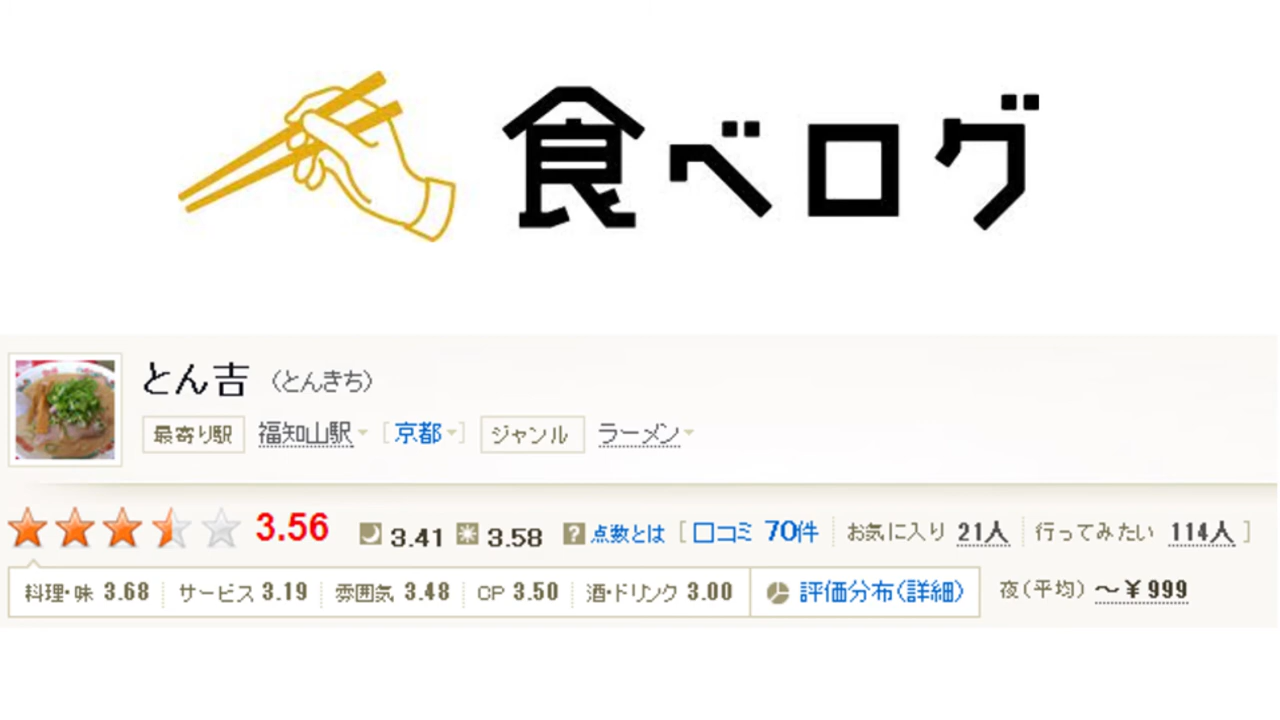 食べログ
とん吉 （とんきち）
最寄り駅 福知山駅 [京都] ジャンル ラーメン
3.56 3.41 3.58 ? 点数とは [ 口コミ 70件 お気に入り 21人 行ってみたい 114人 ]
料理・味 3.68 サービス 3.19 雰囲気 3.48 CP 3.50 酒・ドリンク 3.00 評価分布(詳細) 夜(平均) ～￥999